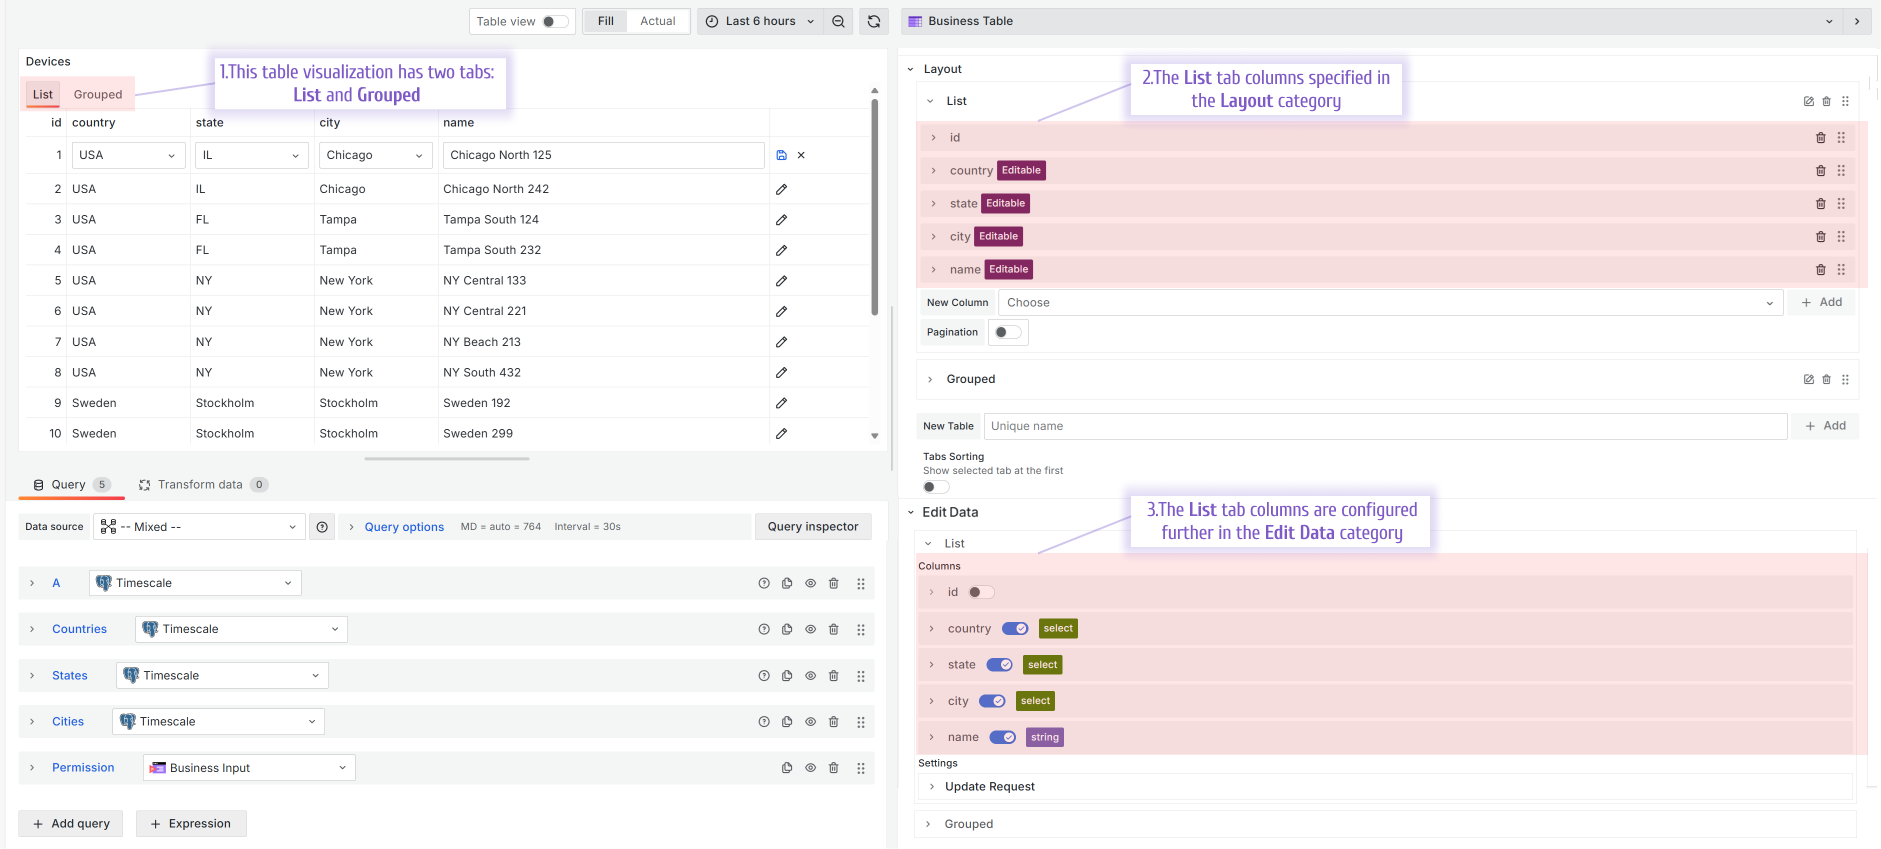 Table view
Fill
Actual
Last 6 hours
Business Table
Devices
1.This table visualization has two tabs:
List and Grouped
List
Grouped
id country state city name
1 USA IL Chicago Chicago North 125
2 USA IL Chicago Chicago North 242
3 USA FL Tampa Tampa South 124
4 USA FL Tampa Tampa South 232
5 USA NY New York NY Central 133
6 USA NY New York NY Central 221
7 USA NY New York NY Beach 213
8 USA NY New York NY South 432
9 Sweden Stockholm Stockholm Sweden 192
10 Sweden Stockholm Stockholm Sweden 299
Query 5
Transform data 0
Data source -- Mixed -- Query options MD = auto = 764 Interval = 30s Query inspector
A Timescale
Countries Timescale
States Timescale
Cities Timescale
Permission Business Input
+ Add query
+ Expression
Layout
2.The List tab columns specified in
the Layout category
List
id
country Editable
state Editable
city Editable
name Editable
New Column Choose + Add
Pagination
Grouped
New Table Unique name + Add
Tabs Sorting
Show selected tab at the first
Edit Data
3.The List tab columns are configured
further in the Edit Data category
List
Columns
id
country select
state select
city select
name string
Settings
Update Request
Grouped